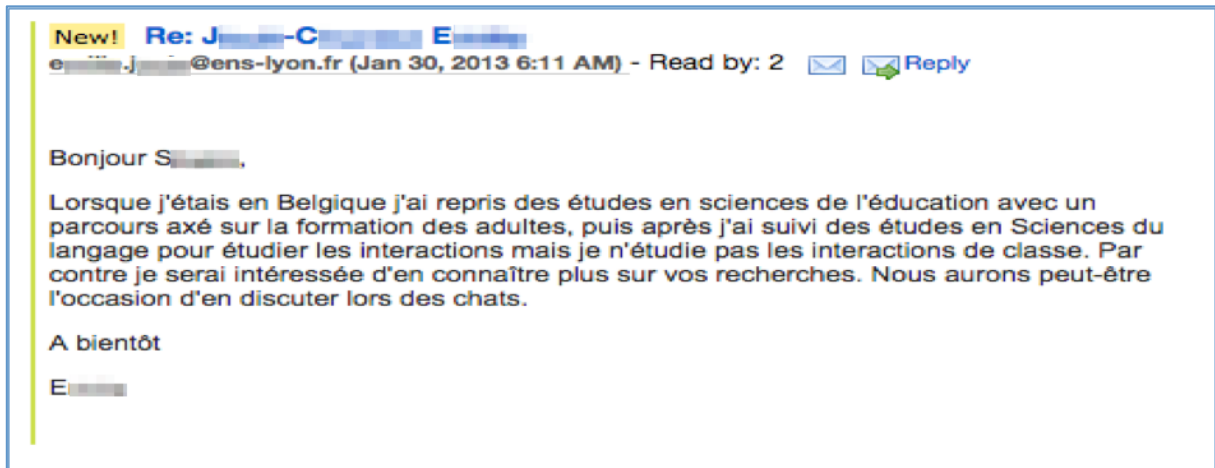 New! Re: J -C E
e .j @ens-lyon.fr (Jan 30, 2013 6:11 AM) - Read by: 2 Reply
Bonjour S ,
Lorsque j'étais en Belgique j'ai repris des études en sciences de l'éducation avec un
parcours axé sur la formation des adultes, puis après j'ai suivi des études en Sciences du
langage pour étudier les interactions mais je n'étudie pas les interactions de classe. Par
contre je serai intéressée d'en connaître plus sur vos recherches. Nous aurons peut-être
l'occasion d'en discuter lors des chats.
A bientôt
E